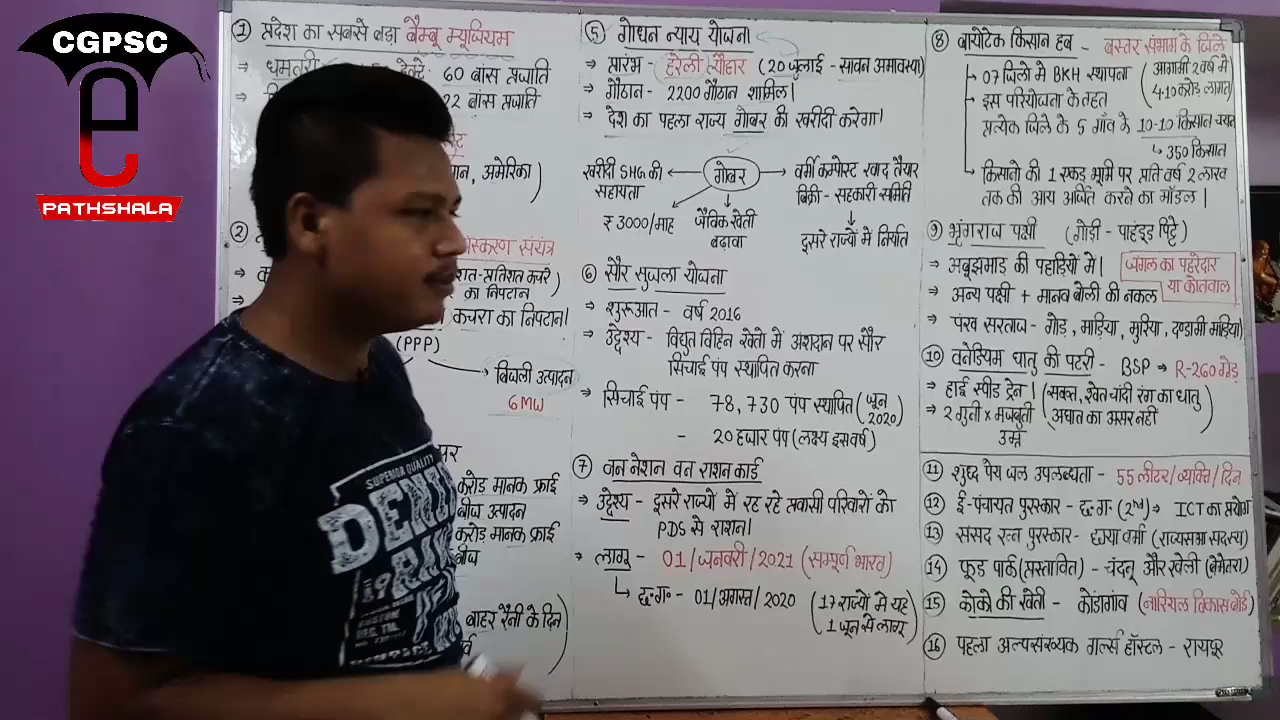 CGPSC
e
PATHSHALA
① प्रदेश का सबसे बड़ा बैम्बू म्यूजियम
⇒ धमतरी
60 बांस प्रजाति
22 बांस प्रजाति
अमेरिका )
②
संस्करण संयंत्र
प्रतिशत कचरे
का निपटान )
कचरा का निपटान।
(PPP)
→ बिजली उत्पादन
6MW
करोड मानक फ्राई
बीज उत्पादन
करोड मानक फ्राई
बीज
बाहर रैनी के दिन )
SUPERIOR QUALITY
DENIM
⑤ गोधन न्याय योजना
⇒ प्रारंभ - हरेली त्यौहार (20 जुलाई - सावन अमावस्या)
⇒ गौठान - 2200 गौठान शामिल।
⇒ देश का पहला राज्य गोबर की खरीदी करेगा।
खरीदी SHG की
सहायता
गोबर
वर्मी कम्पोस्ट खाद तैयार
बिक्री - सहकारी समिति
₹ 3000/माह
जैविक खेती
बढ़ावा
दूसरे राज्यों में निर्यात
⑥ सौर सुजला योजना
⇒ शुरूआत - वर्ष 2016
⇒ उद्देश्य - विद्युत विहिन खेतो में अंशदान पर सौर
सिंचाई पंप स्थापित करना
⇒ सिंचाई पंप - 78,730 पंप स्थापित (जून 2020)
- 20 हजार पंप (लक्ष्य इस वर्ष)
⑦ वन नेशन वन राशन कार्ड
⇒ उद्देश्य - दूसरे राज्यों में रह रहे प्रवासी परिवारों को
PDS से राशन।
⇒ लागू - 01/जनवरी/2021 (सम्पूर्ण भारत)
↳ छ.ग. - 01/अगस्त/2020 (17 राज्यों में यह
1 जून से लागू)
⑧ बायोटेक किसान हब - बस्तर संभाग के जिले
→ 07 जिलो मे BKH स्थापना (आगामी 2 वर्ष में
4.10 करोड़ लागत)
→ इस परियोजना के तहत
प्रत्येक जिले के 5 गाँव के 10-10 किसान चयन
↳ 350 किसान
→ किसानो की 1 एकड़ भूमि पर प्रति वर्ष 2 लाख
तक की आय अर्जित करने का मॉडल।
⑨ भृंगराज पक्षी (गोंड़ी - पाहंड्ड पिट्टे)
⇒ अबूझमाड़ की पहाड़ियों में।
जंगल का पहरेदार
या कोतवाल
⇒ अन्य पक्षी + मानव बोली की नकल
⇒ पंख सरताज - गोंड, माड़िया, मुरिया, दण्डामी माड़िया)
⑩ वनेडियम धातु की पटरी - BSP → R-260 ग्रेड़
⇒ हाई स्पीड ट्रेन। (सक्त, श्वेत चांदी रंग का धातु
⇒ 2 गुनी x मजबुती अघात का असर नहीं)
उम्र
⑪ शुध्द पेय जल उपलब्धता - 55 लीटर/व्यक्ति/दिन
⑫ ई-पंचायत पुरस्कार - छ.ग. (2nd) → ICT का प्रयोग
⑬ संसद रत्न पुरस्कार - छाया वर्मा (राज्यसभा सदस्य)
⑭ फूड पार्क (प्रस्तावित) - चंदनू और खैली (बेमेतरा)
⑮ कोको की खेती - कोंडागांव (नारियल विकास बोर्ड)
⑯ पहला अल्पसंख्यक गर्ल्स हॉस्टल - रायपुर